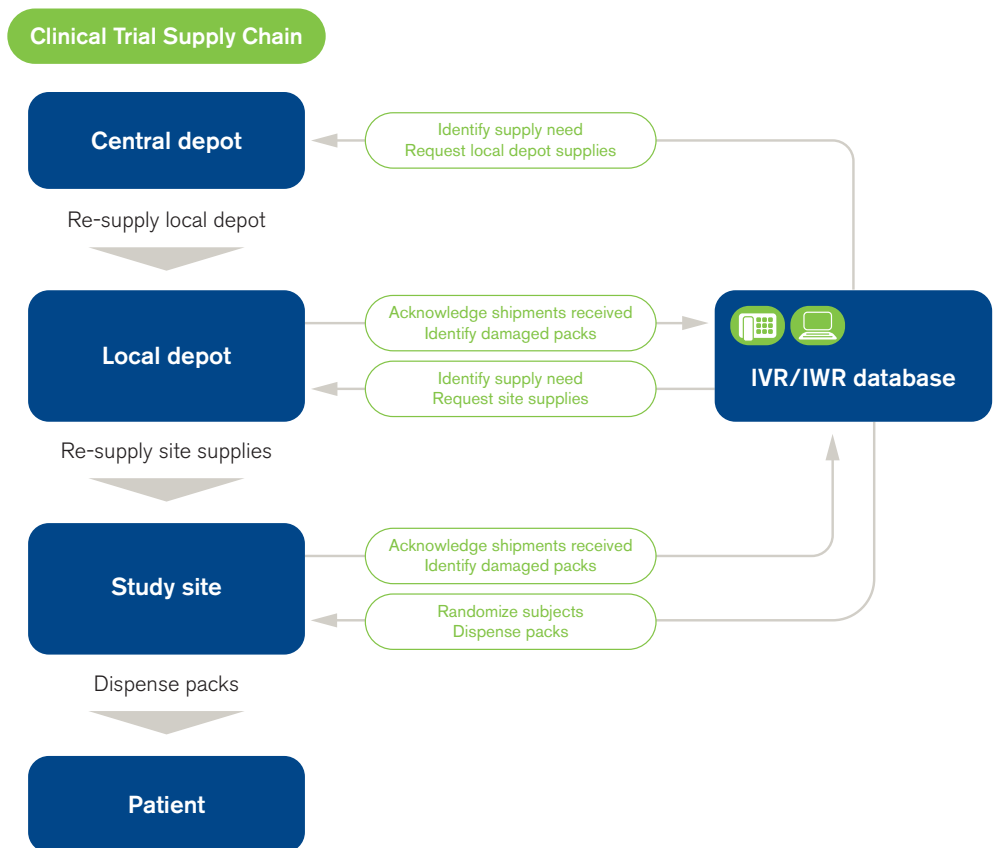 Clinical Trial Supply Chain
Central depot
Identify supply need
Request local depot supplies
Re-supply local depot
Local depot
Acknowledge shipments received
Identify damaged packs
Identify supply need
Request site supplies
IVR/IWR database
Re-supply site supplies
Study site
Acknowledge shipments received
Identify damaged packs
Randomize subjects
Dispense packs
Dispense packs
Patient